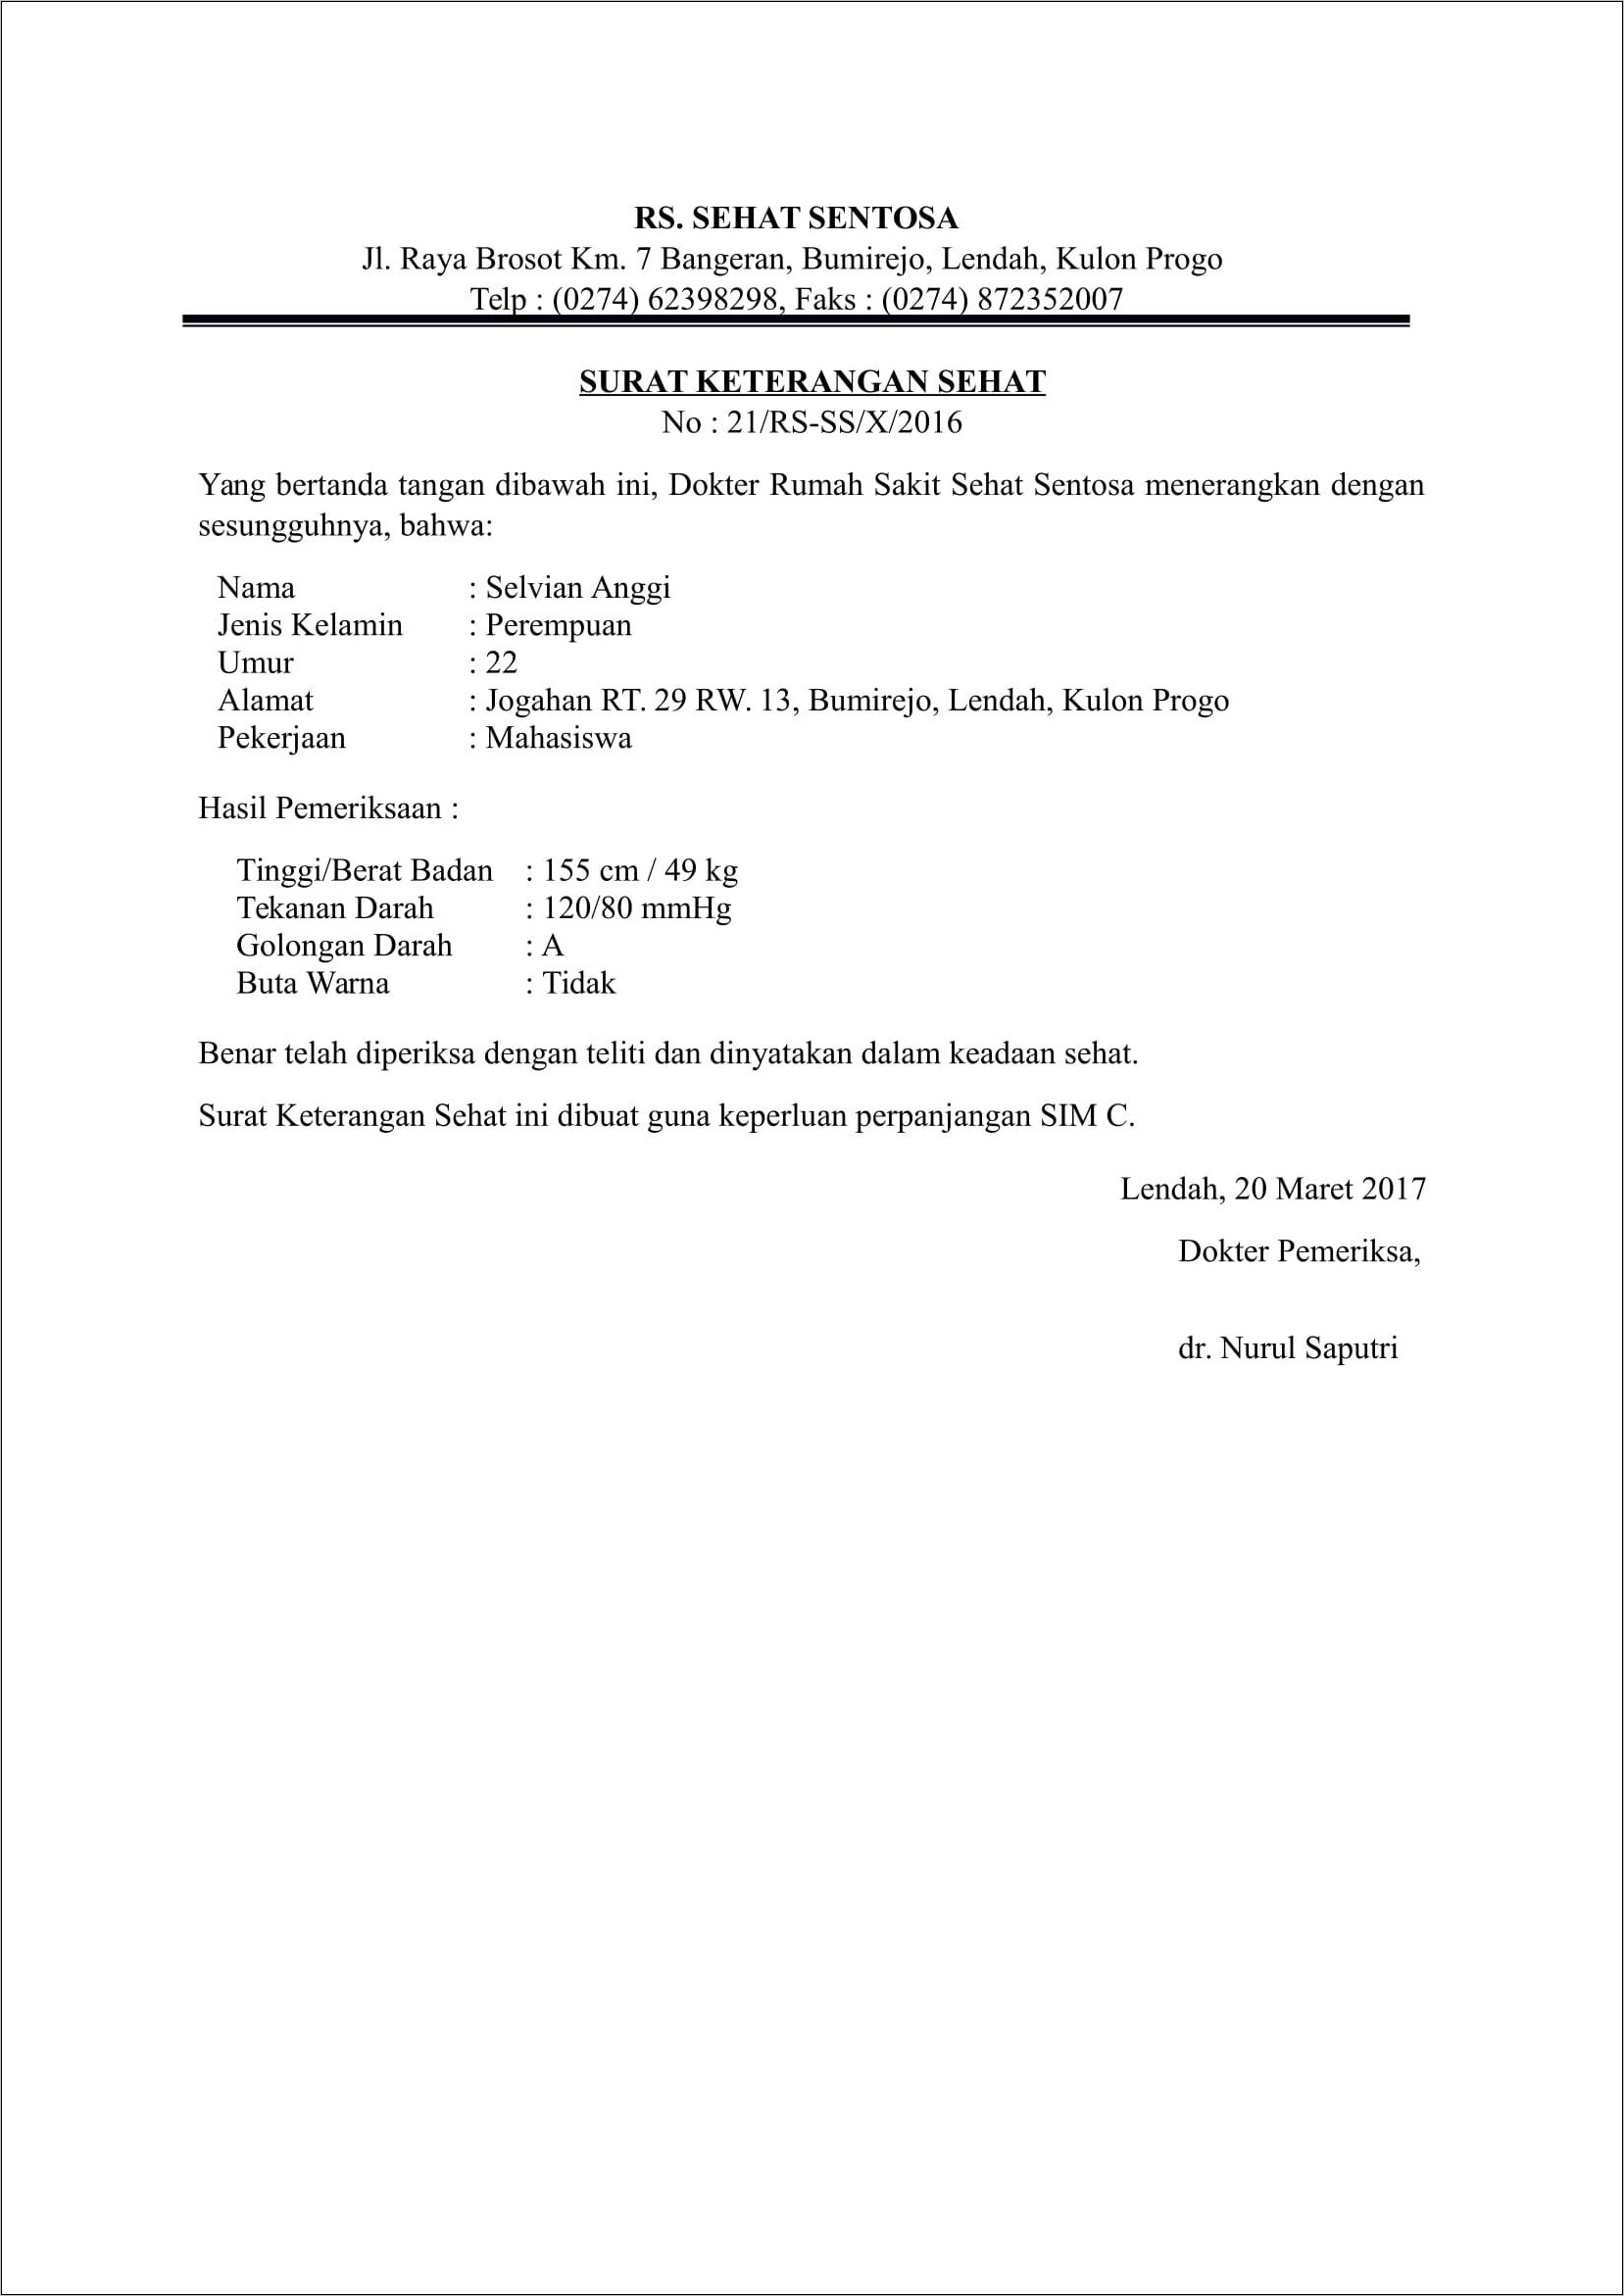 RS. SEHAT SENTOSA
Jl. Raya Brosot Km. 7 Bangeran, Bumirejo, Lendah, Kulon Progo
Telp : (0274) 62398298, Faks : (0274) 872352007
SURAT KETERANGAN SEHAT
No : 21/RS-SS/X/2016
Yang bertanda tangan dibawah ini, Dokter Rumah Sakit Sehat Sentosa menerangkan dengan
sesungguhnya, bahwa:
Nama : Selvian Anggi
Jenis Kelamin : Perempuan
Umur : 22
Alamat : Jogahan RT. 29 RW. 13, Bumirejo, Lendah, Kulon Progo
Pekerjaan : Mahasiswa
Hasil Pemeriksaan :
Tinggi/Berat Badan : 155 cm / 49 kg
Tekanan Darah : 120/80 mmHg
Golongan Darah : A
Buta Warna : Tidak
Benar telah diperiksa dengan teliti dan dinyatakan dalam keadaan sehat.
Surat Keterangan Sehat ini dibuat guna keperluan perpanjangan SIM C.
Lendah, 20 Maret 2017
Dokter Pemeriksa,
dr. Nurul Saputri